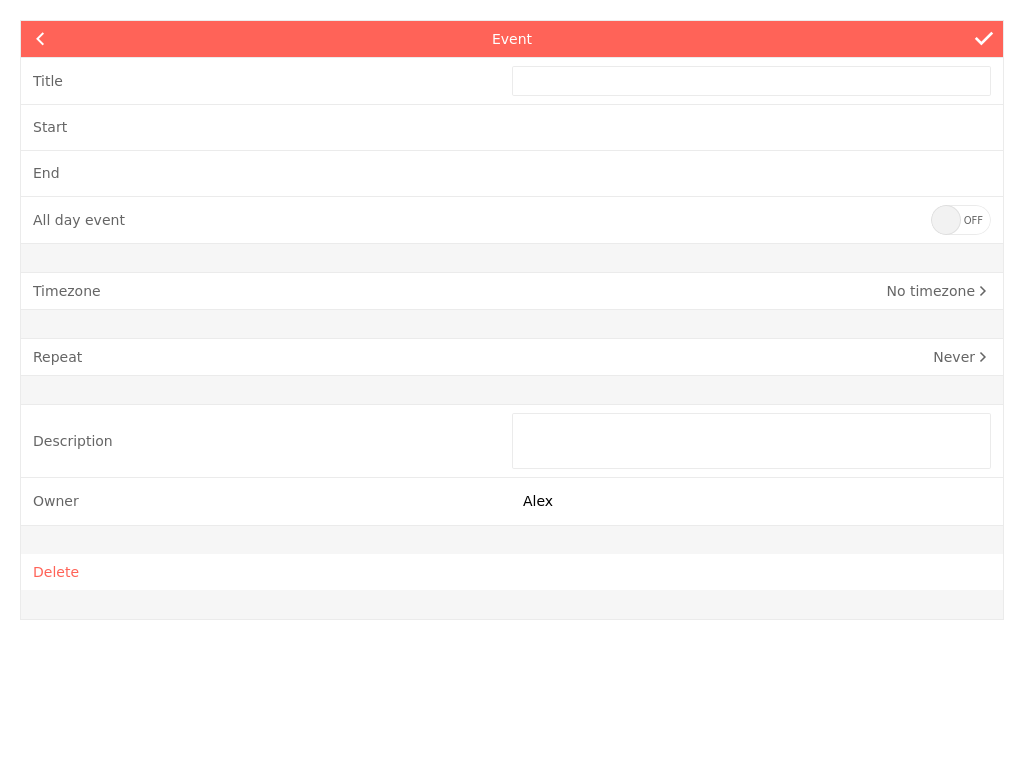 Event
Title
Start
End
All day event OFF
Timezone No timezone
Repeat Never
Description
Owner Alex
Delete